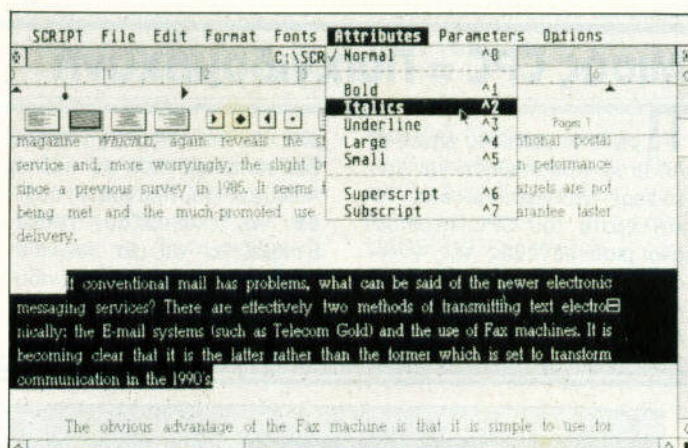 SCRIPT File Edit Format Fonts Attributes Parameters Options
C:\SCR
√ Normal ^0
Bold ^1
Italics ^2
Underline ^3
Large ^4
Small ^5
Superscript ^6
Subscript ^7
Pages 1
magazine again reveals the postal
service and, more worryingly, the slight peformance
since a previous survey in 1986. It seems are not
being met and the much-promoted use faster
delivery.
If conventional mail has problems, what can be said of the newer electronic
messaging services? There are effectively two methods of transmitting text electro
nically: the E-mail systems (such as Telecom Gold) and the use of Fax machines. It is
becoming clear that it is the latter rather than the former which is set to transform
communication in the 1990's.
The obvious advantage of the Fax machine is that it is simple to use for